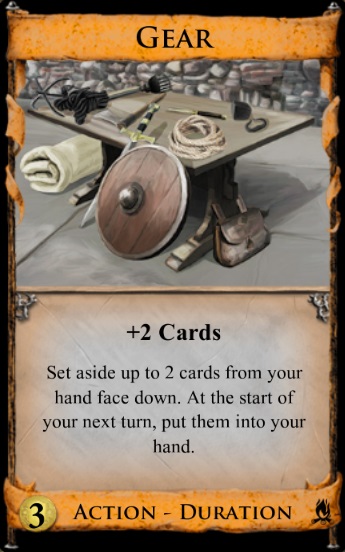 GEAR
+2 Cards
Set aside up to 2 cards from your
hand face down. At the start of
your next turn, put them into your
hand.
3 ACTION - DURATION